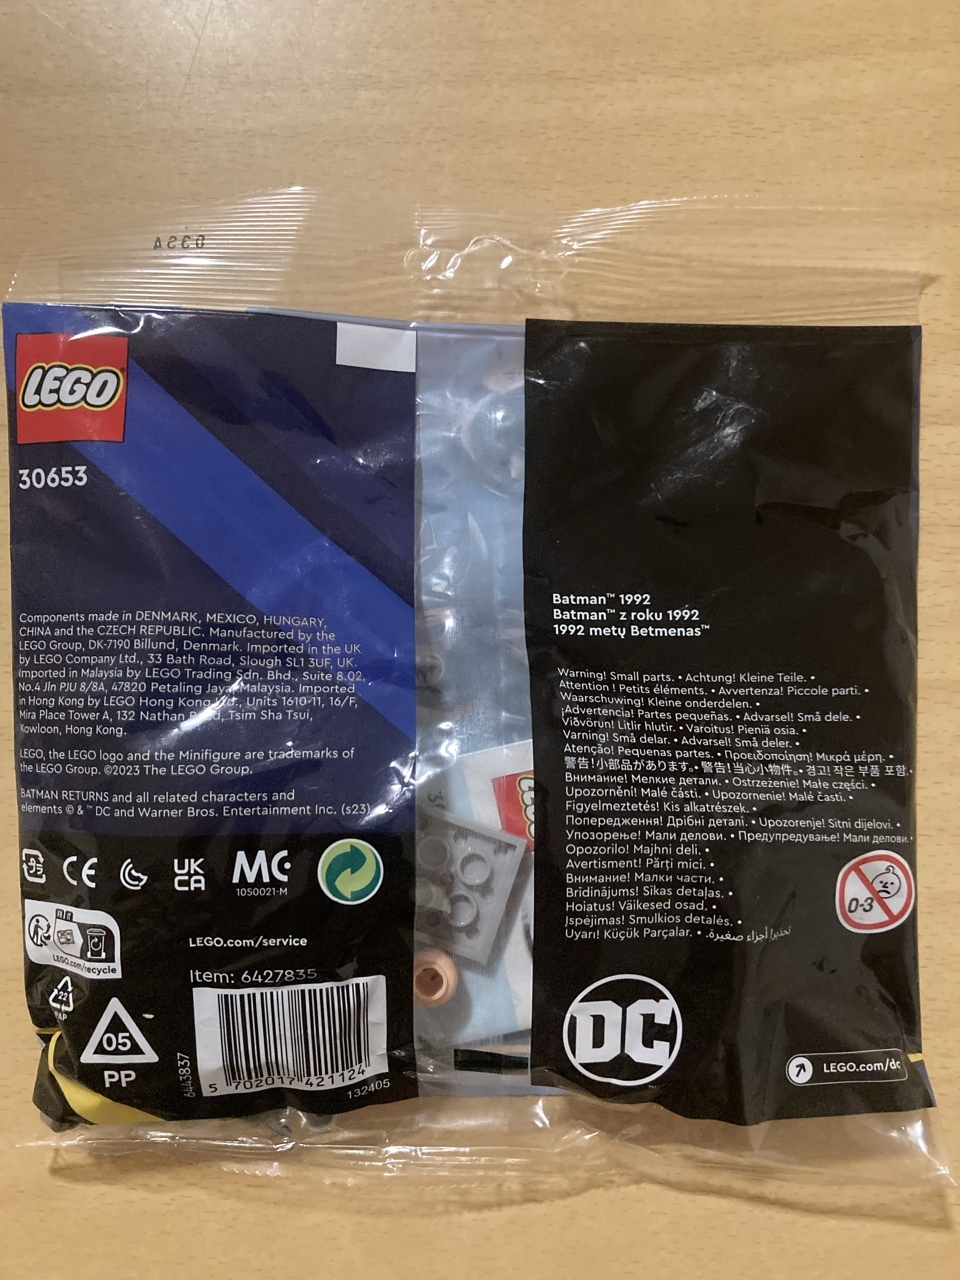 LEGO
30653
Components made in DENMARK, MEXICO, HUNGARY,
CHINA and the CZECH REPUBLIC. Manufactured by the
LEGO Group, DK-7190 Billund, Denmark. Imported in the UK
by LEGO Company Ltd., 33 Bath Road, Slough SL1 3UF, UK.
Imported in Malaysia by LEGO Trading Sdn. Bhd., Suite 8.02,
No.4 Jln PJU 8/8A, 47820 Petaling Jaya, Malaysia. Imported
in Hong Kong by LEGO Hong Kong Ltd., Units 1610-11, 16/F,
Mira Place Tower A, 132 Nathan Road, Tsim Sha Tsui,
Kowloon, Hong Kong.
LEGO, the LEGO logo and the Minifigure are trademarks of
the LEGO Group. ©2023 The LEGO Group.
BATMAN RETURNS and all related characters and
elements © & ™ DC and Warner Bros. Entertainment Inc. (s23)
CE
UK
CA
MC
1050021-M
LEGO.com/recycle
LEGO.com/service
Item: 6427835
22
PAP
05
PP
6443837
5 702017 421124
132405
Batman™ 1992
Batman™ z roku 1992
1992 metų Betmenas™
Warning! Small parts. • Achtung! Kleine Teile. •
Attention ! Petits éléments. • Avvertenza! Piccole parti. •
Waarschuwing! Kleine onderdelen. •
¡Advertencia! Partes pequeñas. • Advarsel! Små dele. •
Viðvörun! Litlir hlutir. • Varoitus! Pieniä osia. •
Varning! Små delar. • Advarsel! Små deler. •
Atenção! Pequenas partes. • Προειδοποίηση! Μικρά μέρη. •
警告!小部品があります。• 警告!当心小物件。• 경고! 작은 부품 포함. •
Внимание! Мелкие детали. • Ostrzeżenie! Małe części. •
Upozornění! Malé části. • Upozornenie! Malé časti. •
Figyelmeztetés! Kis alkatrészek. •
Попередження! Дрібні деталі. • Upozorenje! Sitni dijelovi. •
Упозорење! Мали делови. • Предупредување! Мали делови. •
Opozorilo! Majhni deli. •
Avertisment! Părți mici. •
Внимание! Малки части. •
Brīdinājums! Sīkas detaļas. •
Hoiatus! Väikesed osad. •
Įspėjimas! Smulkios detalės. •
Uyarı! Küçük Parçalar. • تحذير! أجزاء صغيرة.
0-3
DC
LEGO.com/dc